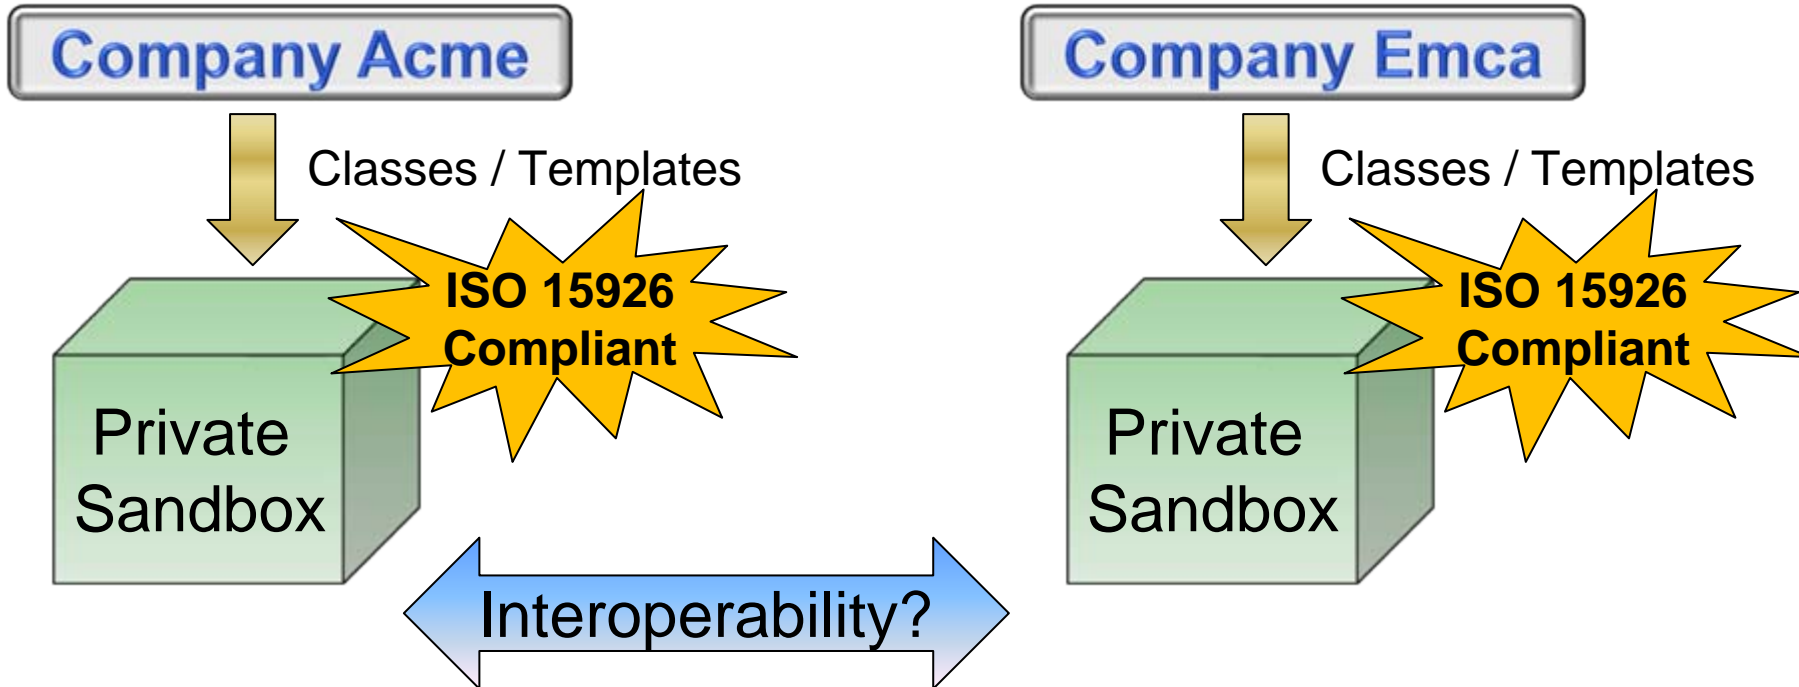 Company Acme
Company Emca
Classes / Templates
Classes / Templates
ISO 15926
Compliant
ISO 15926
Compliant
Private
Sandbox
Private
Sandbox
Interoperability?